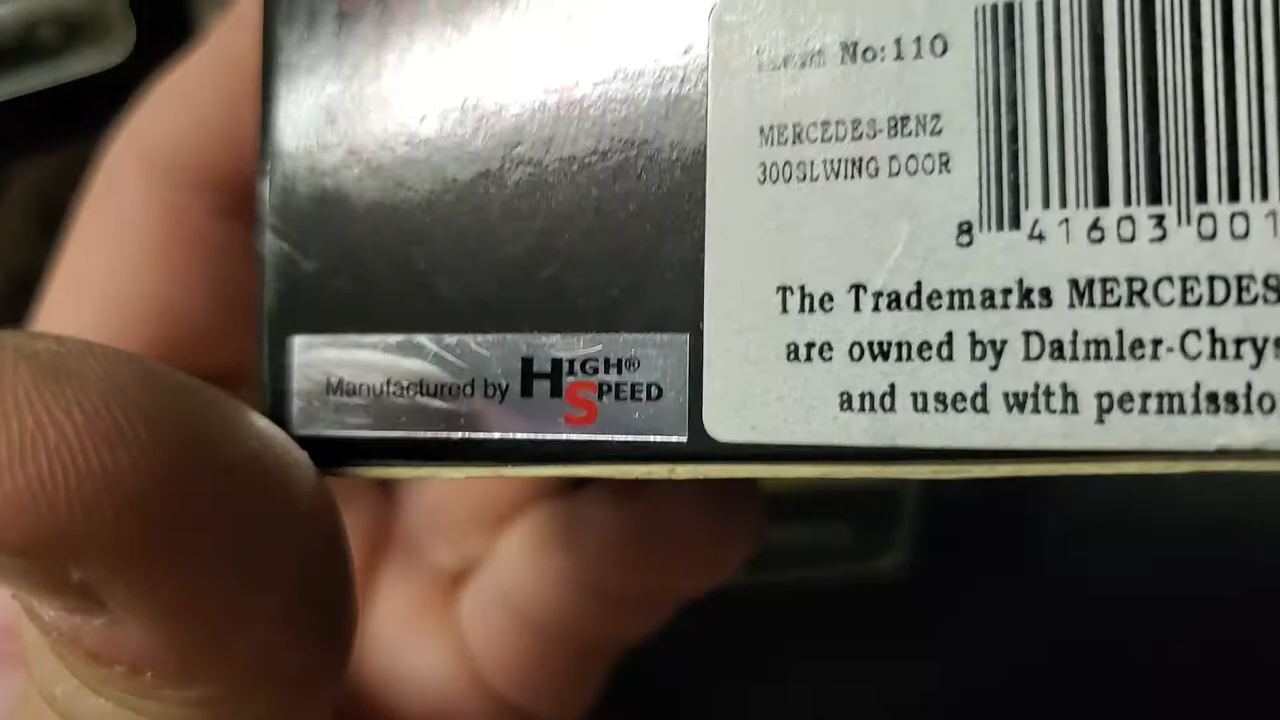 No:110
MERCEDES-BENZ
300SLWING DOOR
8 41603 001
The Trademarks MERCEDES
are owned by Daimler-Chrys
and used with permissio
Manufactured by HIGH® SPEED